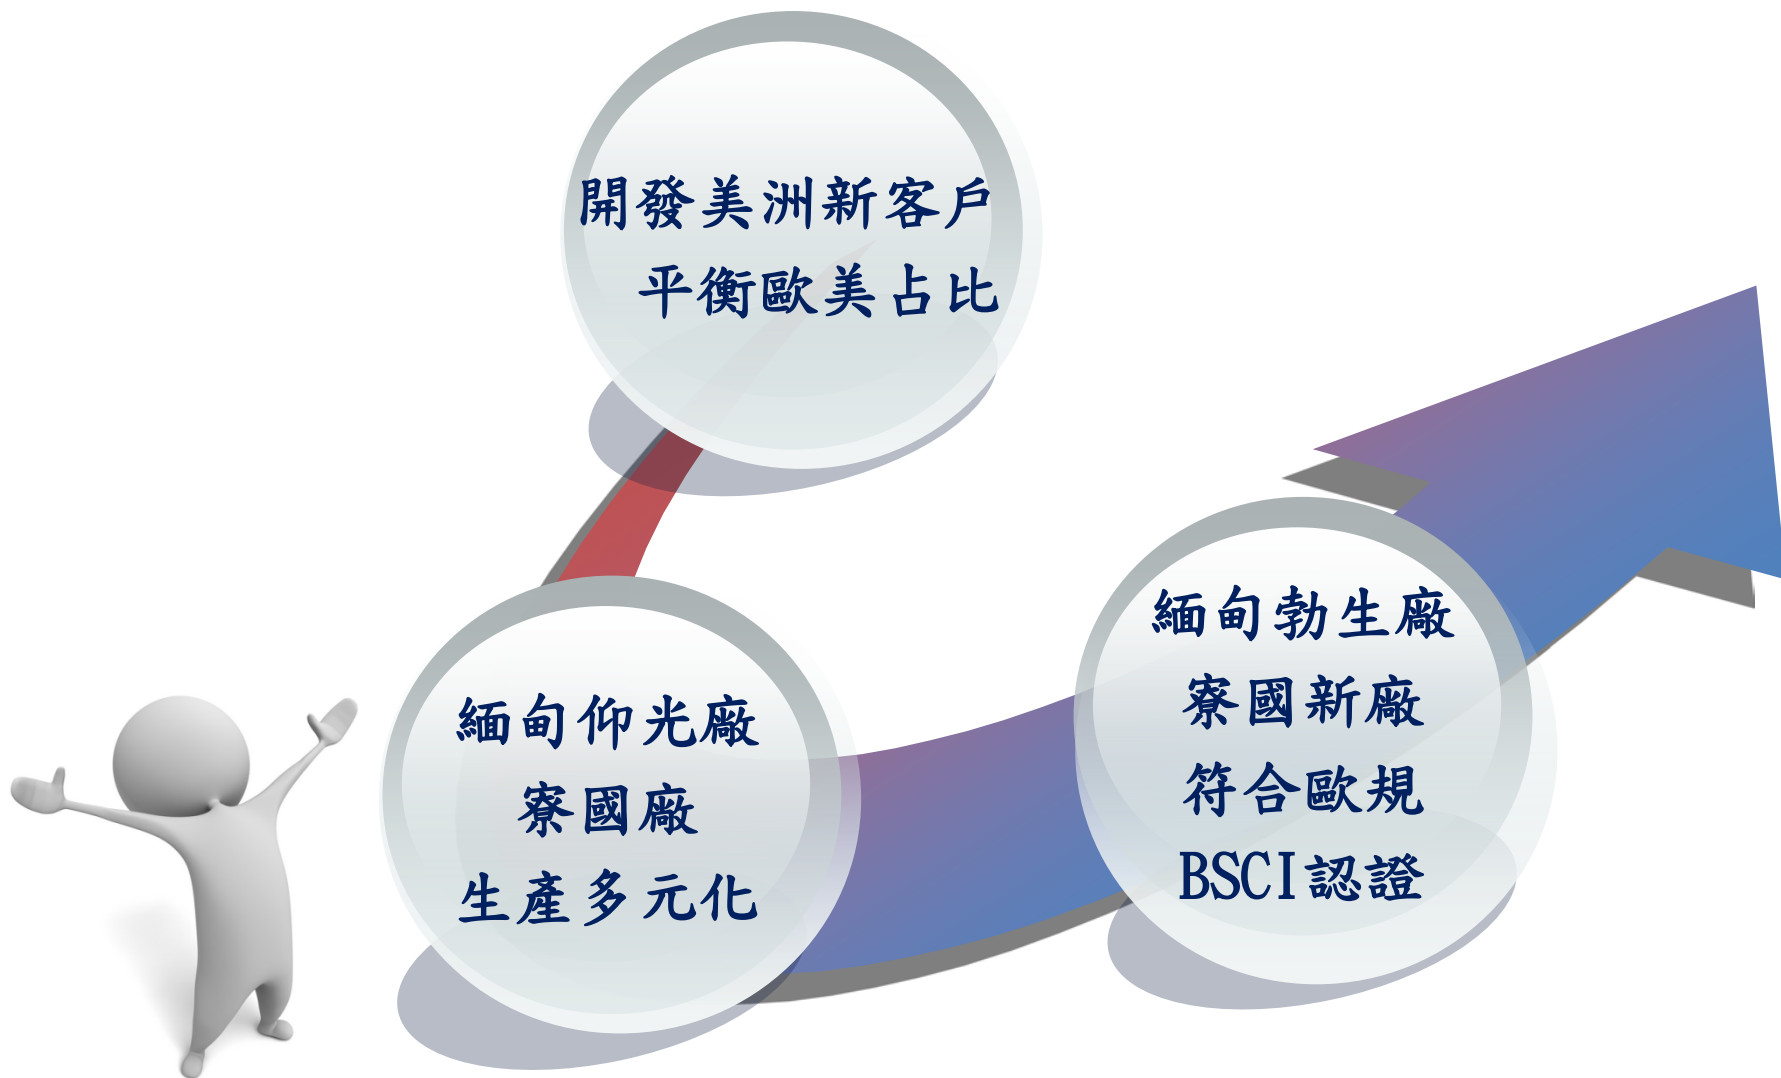 開發美洲新客戶
平衡歐美占比
緬甸仰光廠
寮國廠
生產多元化
緬甸勃生廠
寮國新廠
符合歐規
BSCI認證